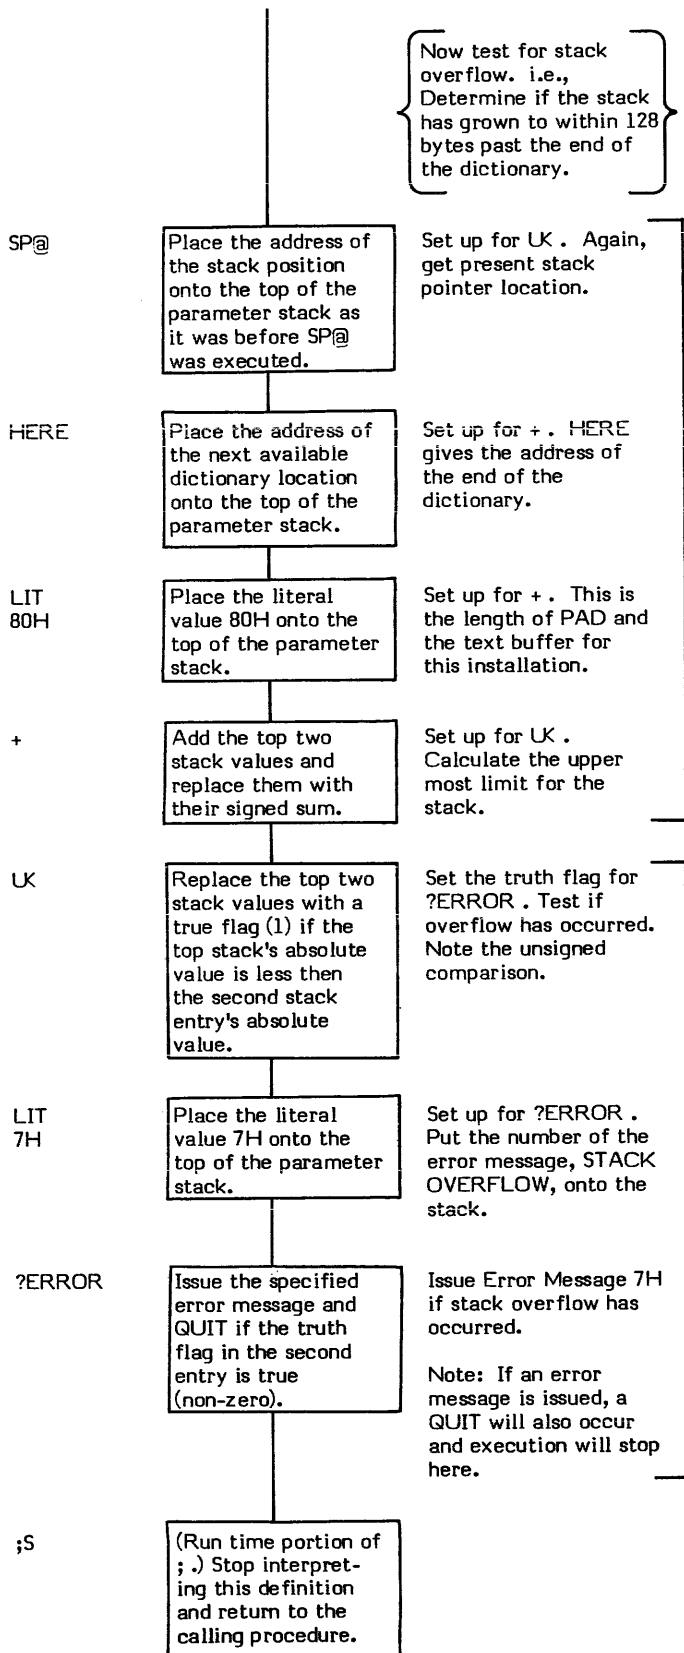 Now test for stack
overflow. i.e.,
Determine if the stack
has grown to within 128
bytes past the end of
the dictionary.
SP@
Place the address of
the stack position
onto the top of the
parameter stack as
it was before SP@
was executed.
Set up for U< . Again,
get present stack
pointer location.
HERE
Place the address of
the next available
dictionary location
onto the top of the
parameter stack.
Set up for + . HERE
gives the address of
the end of the
dictionary.
LIT
80H
Place the literal
value 80H onto the
top of the parameter
stack.
Set up for + . This is
the length of PAD and
the text buffer for
this installation.
+
Add the top two
stack values and
replace them with
their signed sum.
Set up for U< .
Calculate the upper
most limit for the
stack.
U<
Replace the top two
stack values with a
true flag (1) if the
top stack's absolute
value is less then
the second stack
entry's absolute
value.
Set the truth flag for
?ERROR . Test if
overflow has occurred.
Note the unsigned
comparison.
LIT
7H
Place the literal
value 7H onto the
top of the parameter
stack.
Set up for ?ERROR .
Put the number of the
error message, STACK
OVERFLOW, onto the
stack.
?ERROR
Issue the specified
error message and
QUIT if the truth
flag in the second
entry is true
(non-zero).
Issue Error Message 7H
if stack overflow has
occurred.
Note: If an error
message is issued, a
QUIT will also occur
and execution will stop
here.
;S
(Run time portion of
; .) Stop interpret-
ing this definition
and return to the
calling procedure.